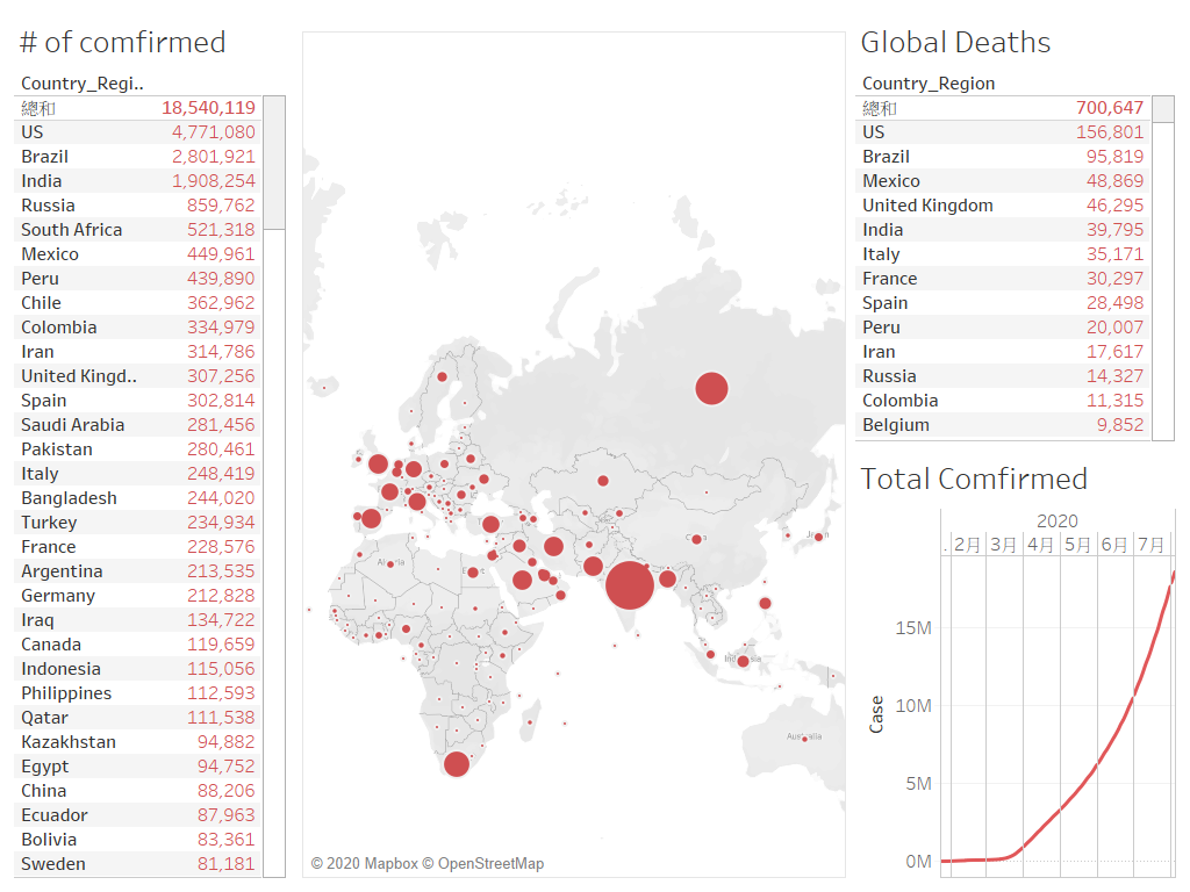 # of comfirmed
Country_Regi..
總和 18,540,119
US 4,771,080
Brazil 2,801,921
India 1,908,254
Russia 859,762
South Africa 521,318
Mexico 449,961
Peru 439,890
Chile 362,962
Colombia 334,979
Iran 314,786
United Kingd.. 307,256
Spain 302,814
Saudi Arabia 281,456
Pakistan 280,461
Italy 248,419
Bangladesh 244,020
Turkey 234,934
France 228,576
Argentina 213,535
Germany 212,828
Iraq 134,722
Canada 119,659
Indonesia 115,056
Philippines 112,593
Qatar 111,538
Kazakhstan 94,882
Egypt 94,752
China 88,206
Ecuador 87,963
Bolivia 83,361
Sweden 81,181
© 2020 Mapbox © OpenStreetMap
Global Deaths
Country_Region
總和 700,647
US 156,801
Brazil 95,819
Mexico 48,869
United Kingdom 46,295
India 39,795
Italy 35,171
France 30,297
Spain 28,498
Peru 20,007
Iran 17,617
Russia 14,327
Colombia 11,315
Belgium 9,852
Total Comfirmed
2020
. 2月 3月 4月 5月 6月 7月
15M
10M
5M
0M
Case